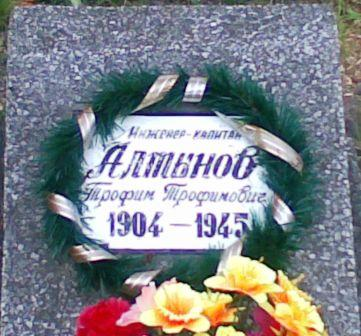 Инженер-капитан
Алтынов
Трофим Трофимович
1904 — 1945